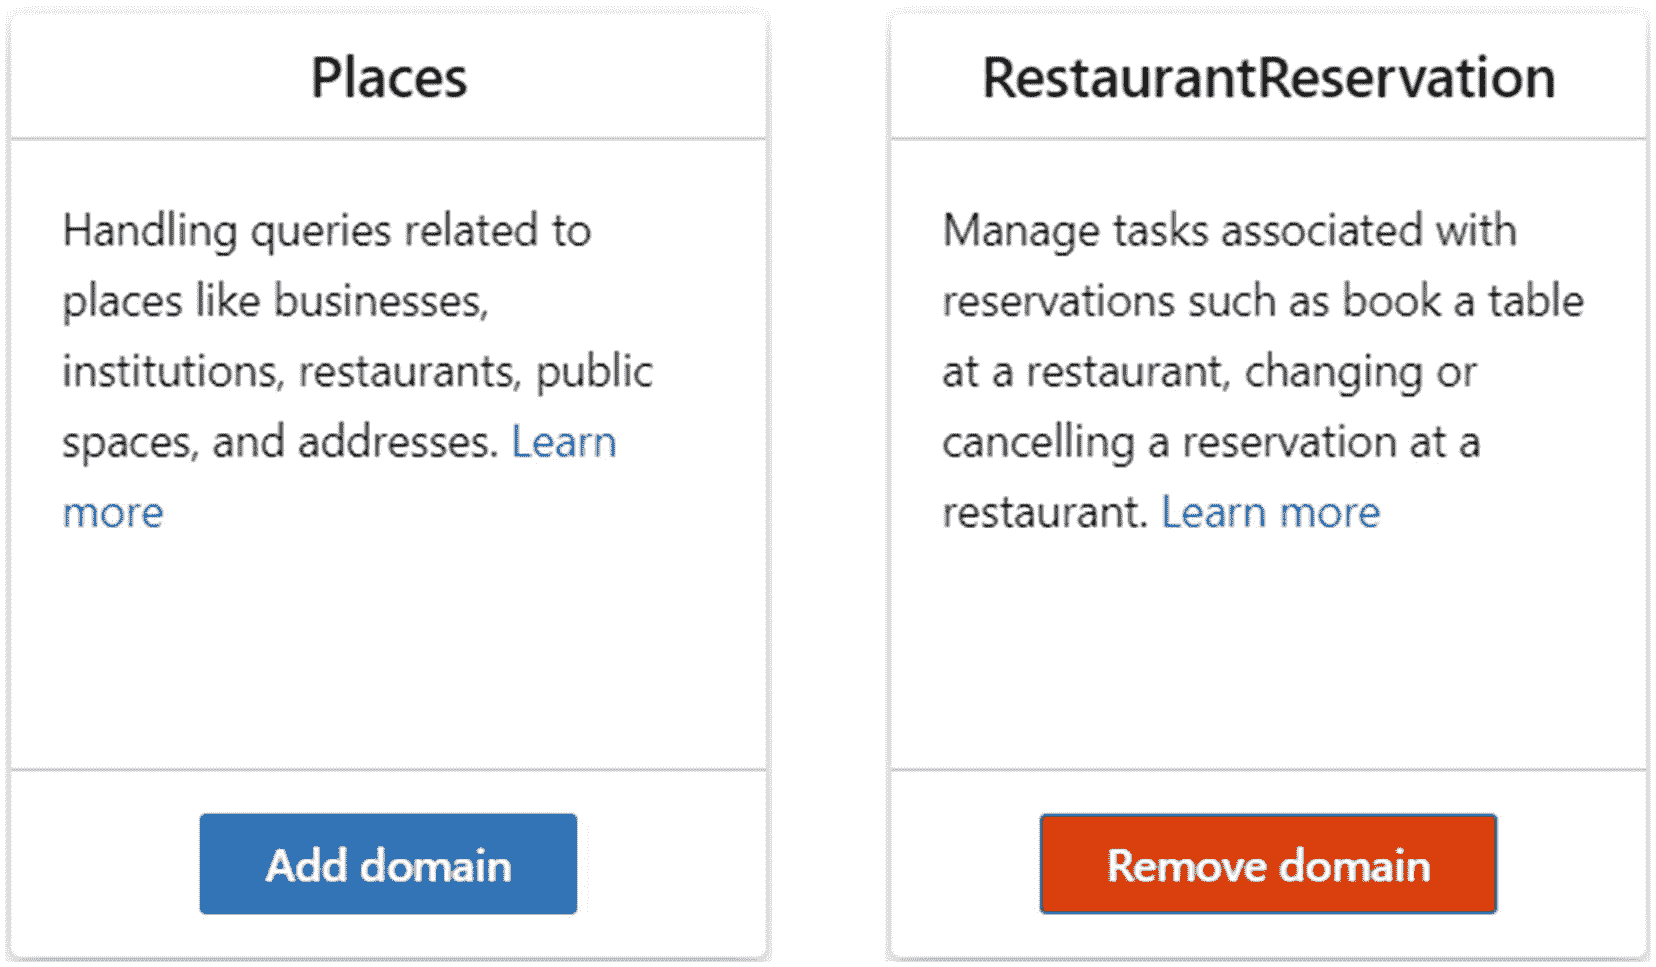 Places
Handling queries related to
places like businesses,
institutions, restaurants, public
spaces, and addresses. Learn
more
Add domain
RestaurantReservation
Manage tasks associated with
reservations such as book a table
at a restaurant, changing or
cancelling a reservation at a
restaurant. Learn more
Remove domain